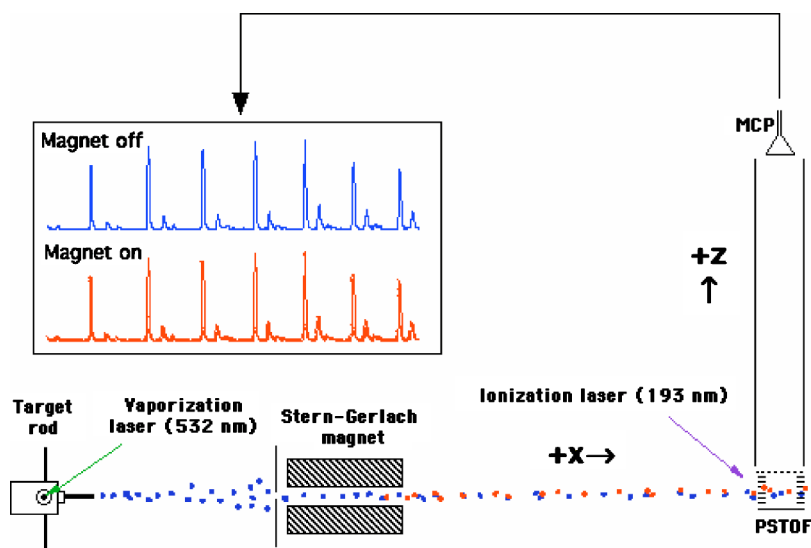 MCP
Magnet off
Magnet on
+Z
↑
Ionization laser (193 nm)
Target
rod
Vaporization
laser (532 nm)
Stern-Gerlach
magnet
+X→
PSTOF